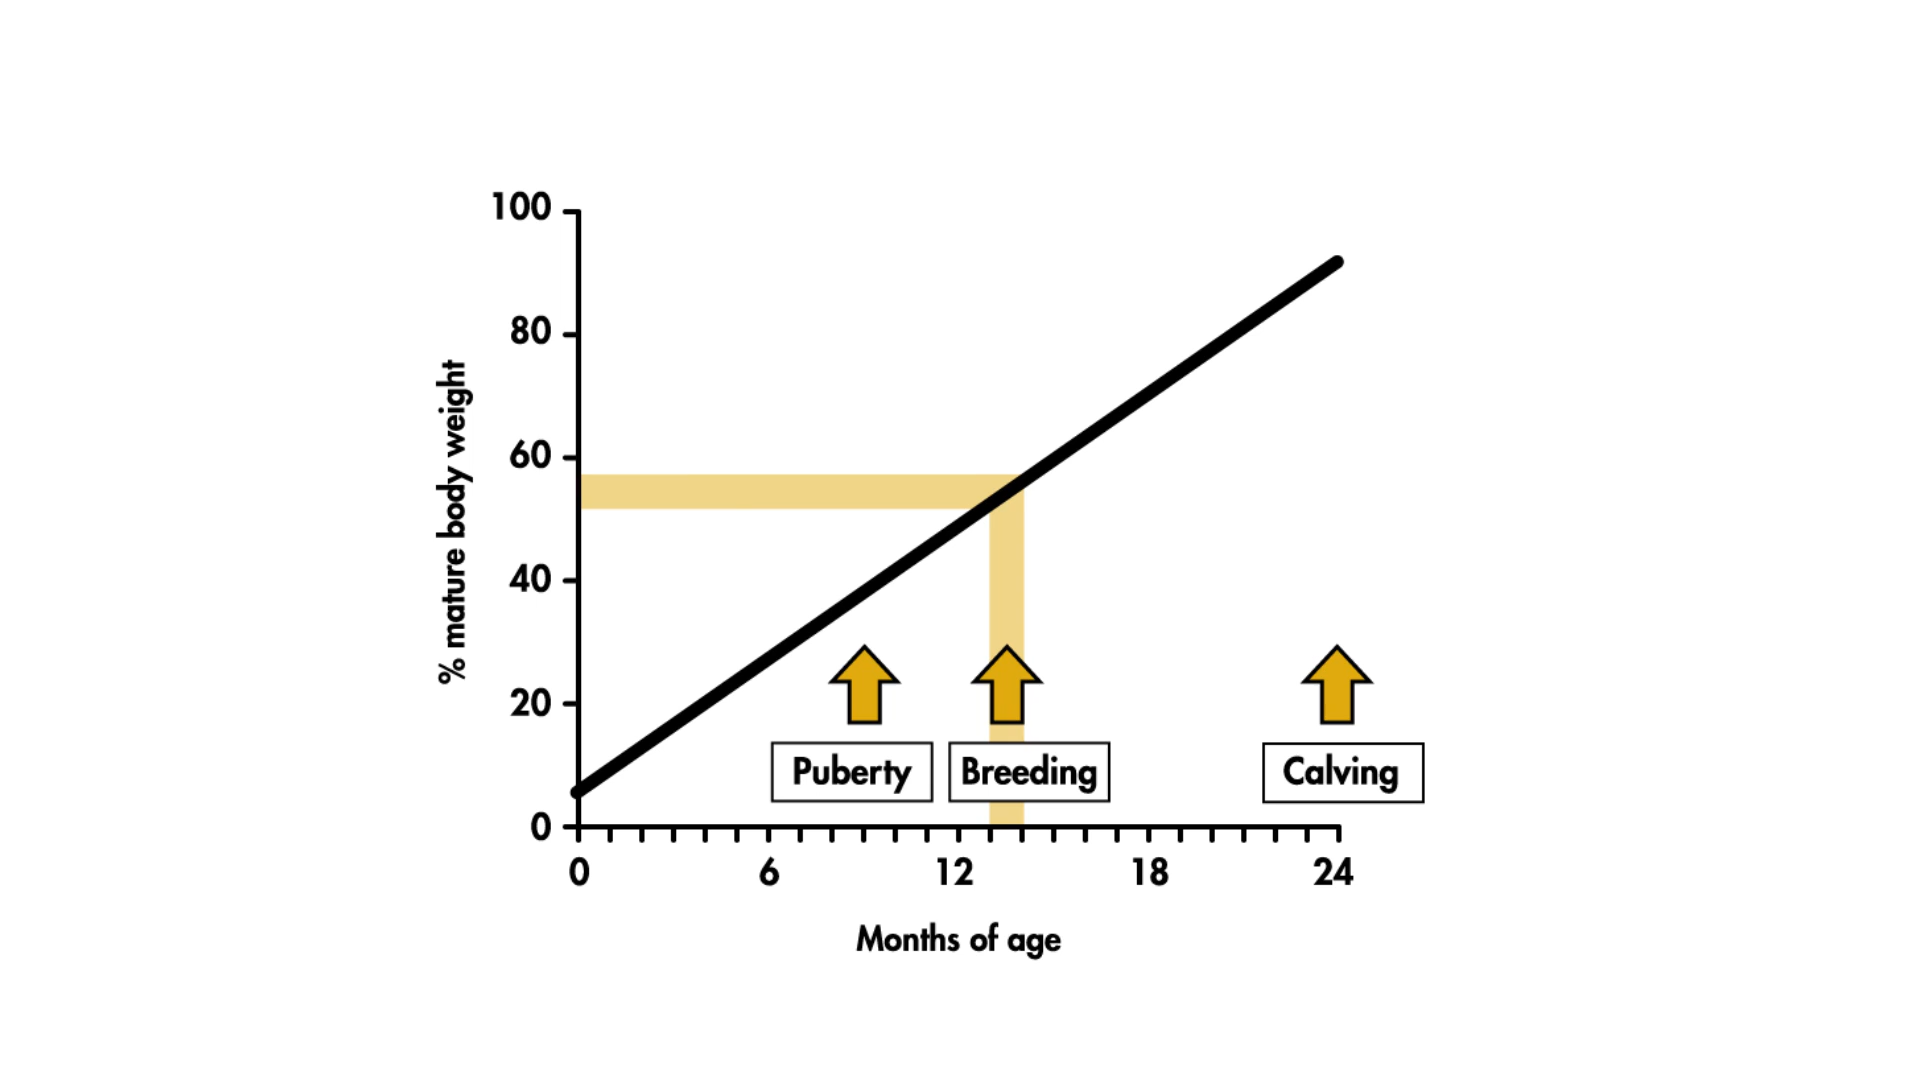 100
80
60
40
20
0
% mature body weight
Puberty
Breeding
Calving
0 6 12 18 24
Months of age